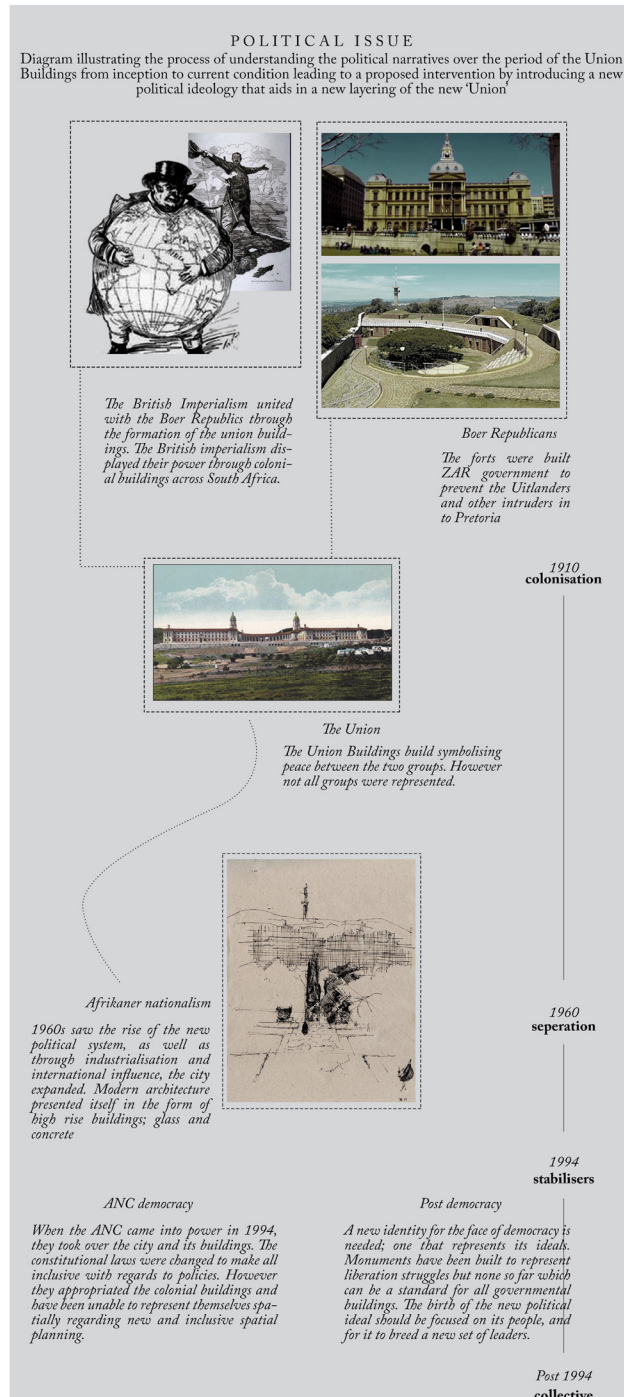 POLITICAL ISSUE
Diagram illustrating the process of understanding the political narratives over the period of the Union
Buildings from inception to current condition leading to a proposed intervention by introducing a new
political ideology that aids in a new layering of the new ‘Union’
The British Imperialism united
with the Boer Republics through
the formation of the union build-
ings. The British imperialism dis-
played their power through coloni-
al buildings across South Africa.
Boer Republicans
The forts were built
ZAR government to
prevent the Uitlanders
and other intruders in
to Pretoria
1910
colonisation
The Union
The Union Buildings build symbolising
peace between the two groups. However
not all groups were represented.
Afrikaner nationalism
1960s saw the rise of the new
political system, as well as
through industrialisation and
international influence, the city
expanded. Modern architecture
presented itself in the form of
high rise buildings; glass and
concrete
1960
seperation
1994
stabilisers
ANC democracy
When the ANC came into power in 1994,
they took over the city and its buildings. The
constitutional laws were changed to make all
inclusive with regards to policies. However
they appropriated the colonial buildings and
have been unable to represent themselves spa-
tially regarding new and inclusive spatial
planning.
Post democracy
A new identity for the face of democracy is
needed; one that represents its ideals.
Monuments have been built to represent
liberation struggles but none so far which
can be a standard for all governmental
buildings. The birth of the new political
ideal should be focused on its people, and
for it to breed a new set of leaders.
Post 1994
collective